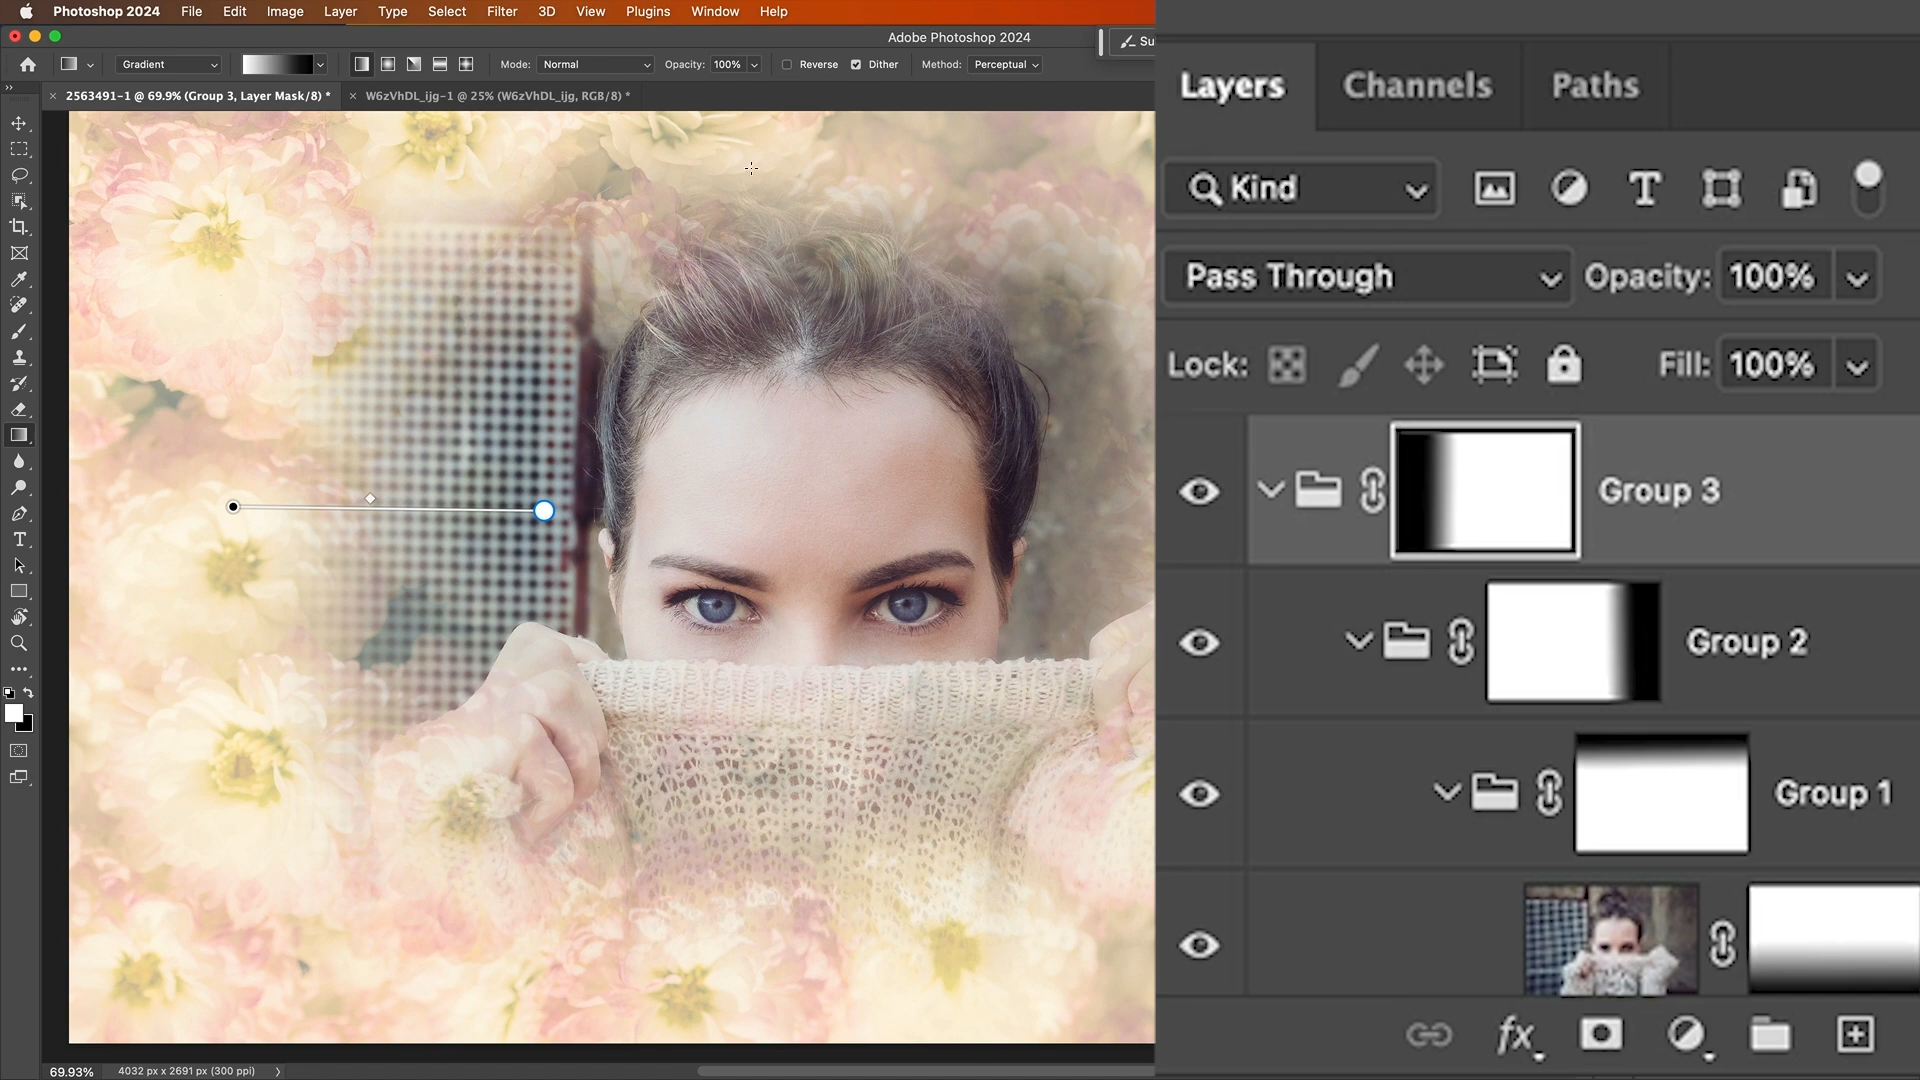 Photoshop 2024 File Edit Image Layer Type Select Filter 3D View Plugins Window Help
Adobe Photoshop 2024
Su
Gradient Mode: Normal Opacity: 100% Reverse Dither Method: Perceptual
2563491-1 @ 69.9% (Group 3, Layer Mask/8) * W6zVhDL_ijg-1 @ 25% (W6zVhDL_ijg, RGB/8) *
Layers Channels Paths
Kind
Pass Through Opacity: 100%
Lock: Fill: 100%
Group 3
Group 2
Group 1
fx
69.93% 4032 px x 2691 px (300 ppi)